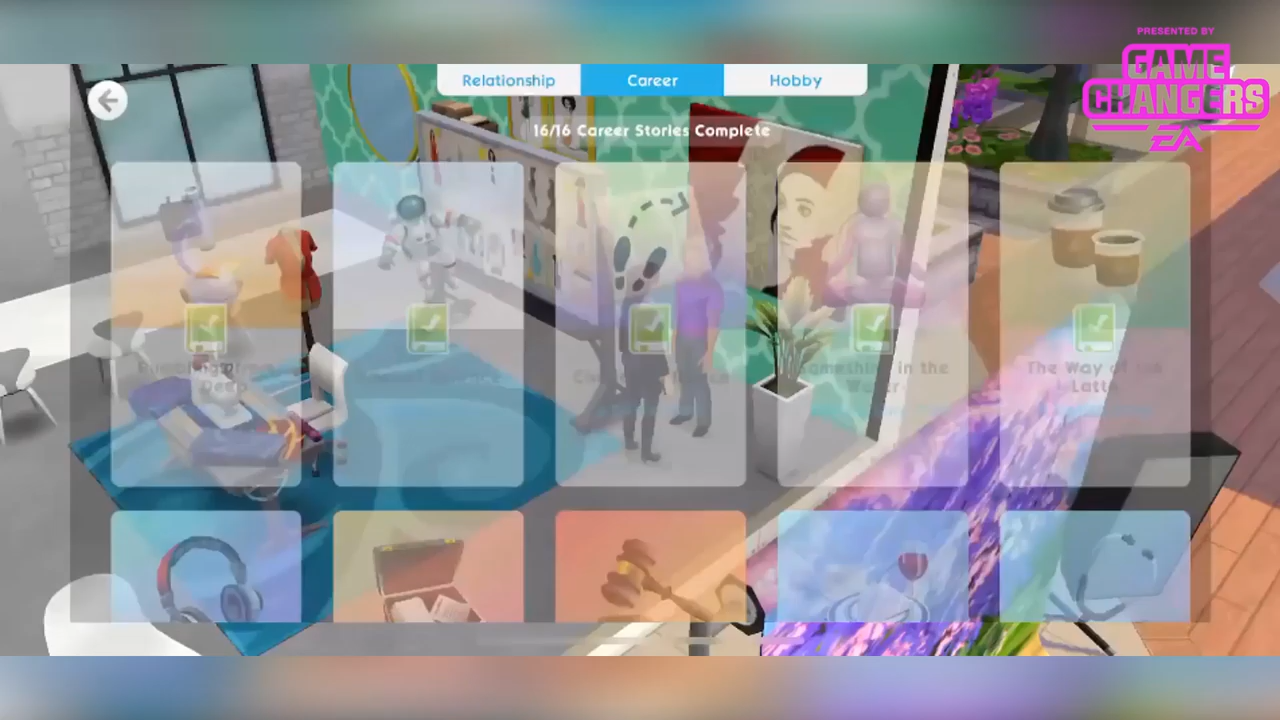 PRESENTED BY
GAME
CHANGERS
EA
Relationship
Career
Hobby
16/16 Career Stories Complete
Something in the
Water
The Way of the
Latte